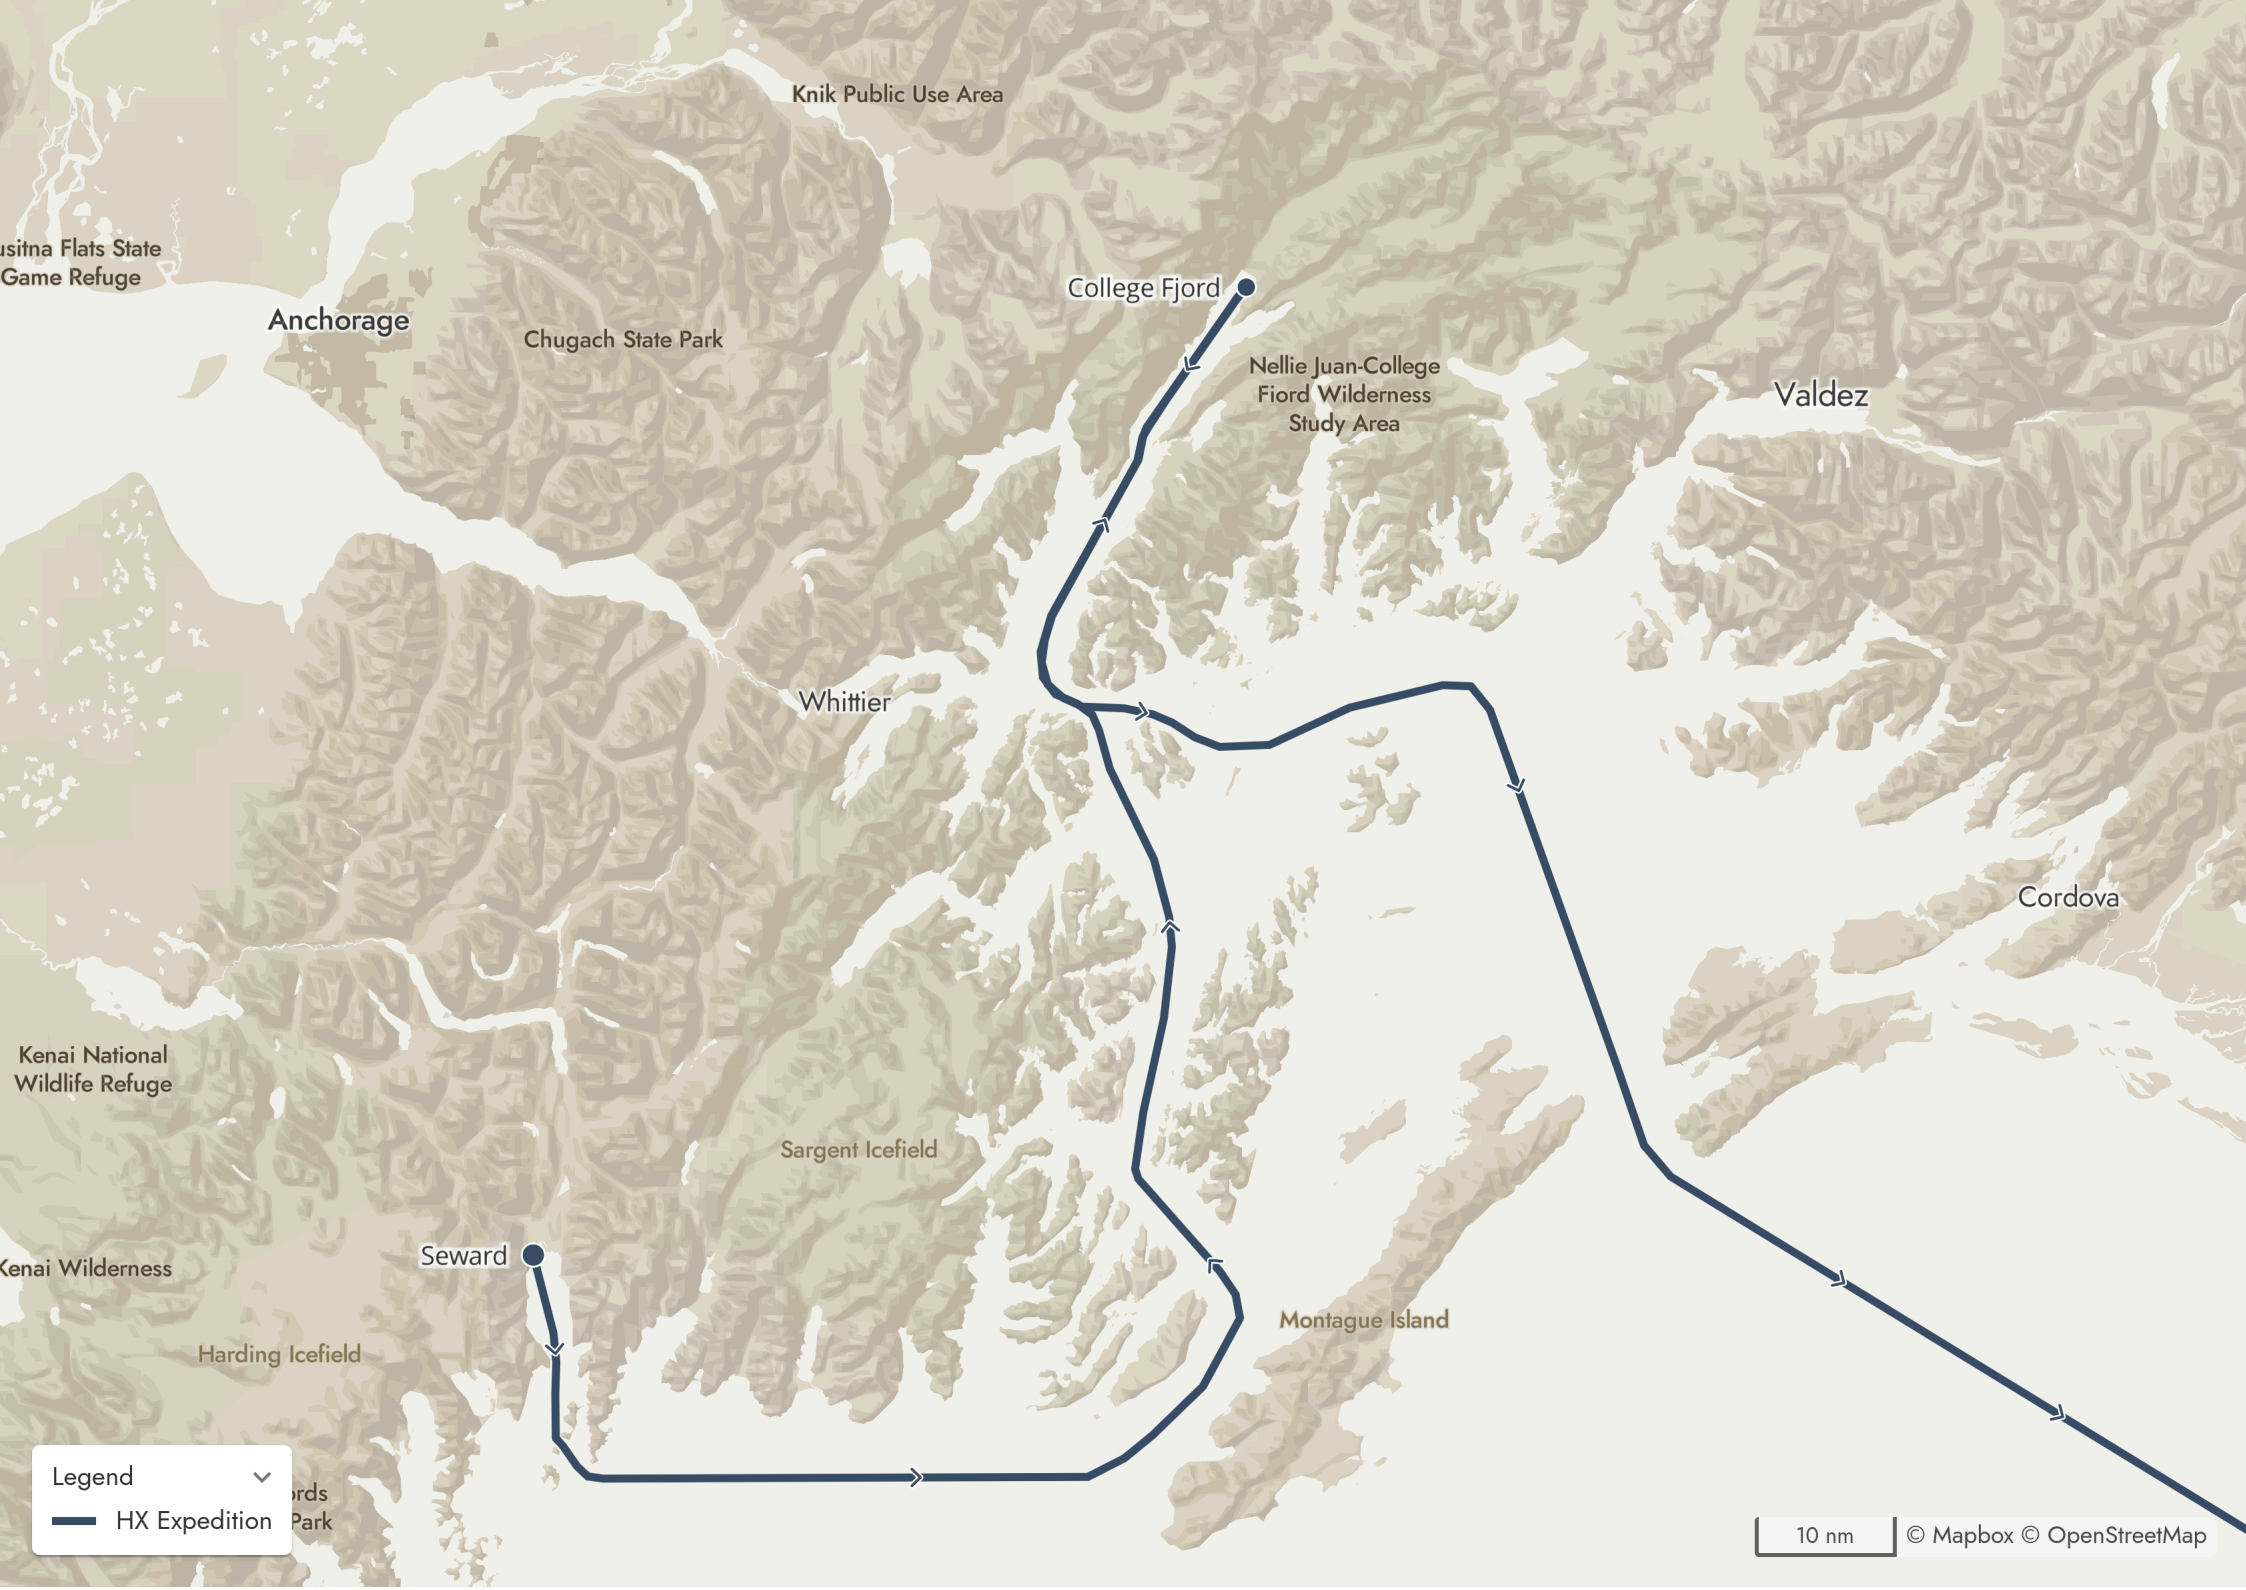 Knik Public Use Area
usitna Flats State
Game Refuge
Anchorage
College Fjord
Chugach State Park
Nellie Juan-College
Fiord Wilderness
Study Area
Valdez
Whittier
Cordova
Kenai National
Wildlife Refuge
Sargent Icefield
Seward
Kenai Wilderness
Montague Island
Harding Icefield
Legend
HX Expedition
ords
Park
10 nm
© Mapbox © OpenStreetMap